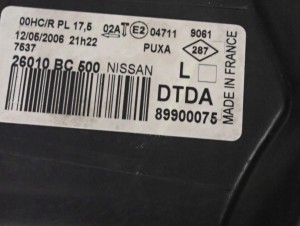 00HC/R PL 17,5 02A E2 04711 9061
12/05/2006 21h22 PUXA 287
7537
26010 BC 500 NISSAN L
DTDA
89900075
MADE IN FRANCE